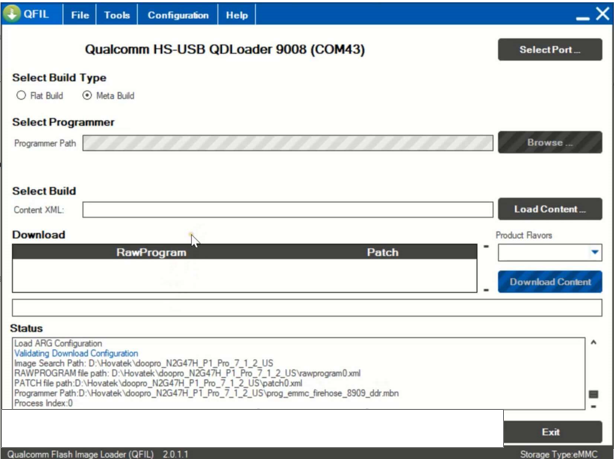 QFIL File Tools Configuration Help
Qualcomm HS-USB QDLoader 9008 (COM43)
Select Port ...
Select Build Type
Flat Build Meta Build
Select Programmer
Programmer Path
Browse ...
Select Build
Content XML:
Load Content ...
Download
Product Flavors
RawProgram Patch
Download Content
Status
Load ARG Configuration
Validating Download Configuration
Image Search Path: D:\Hovatek\doopro_N2G47H_P1_Pro_7_1_2_US
RAWPROGRAM file path: D:\Hovatek\doopro_N2G47H_P1_Pro_7_1_2_US\rawprogram0.xml
PATCH file path:D:\Hovatek\doopro_N2G47H_P1_Pro_7_1_2_US\patch0.xml
Programmer Path:D:\Hovatek\doopro_N2G47H_P1_Pro_7_1_2_US\prog_emmc_firehose_8909_ddr.mbn
Process Index:0
Exit
Qualcomm Flash Image Loader (QFIL) 2.0.1.1
Storage Type:eMMC